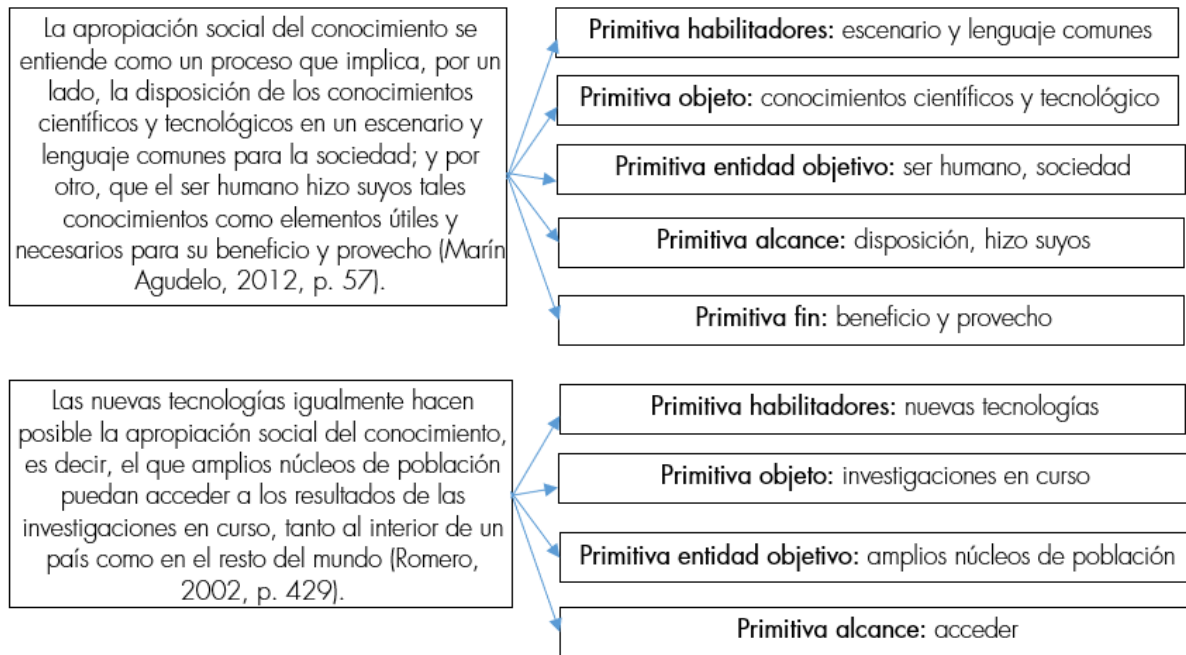 La apropiación social del conocimiento se
entiende como un proceso que implica, por un
lado, la disposición de los conocimientos
científicos y tecnológicos en un escenario y
lenguaje comunes para la sociedad; y por
otro, que el ser humano hizo suyos tales
conocimientos como elementos útiles y
necesarios para su beneficio y provecho (Marín
Agudelo, 2012, p. 57).
Primitiva habilitadores: escenario y lenguaje comunes
Primitiva objeto: conocimientos científicos y tecnológico
Primitiva entidad objetivo: ser humano, sociedad
Primitiva alcance: disposición, hizo suyos
Primitiva fin: beneficio y provecho
Las nuevas tecnologías igualmente hacen
posible la apropiación social del conocimiento,
es decir, el que amplios núcleos de población
puedan acceder a los resultados de las
investigaciones en curso, tanto al interior de un
país como en el resto del mundo (Romero,
2002, p. 429).
Primitiva habilitadores: nuevas tecnologías
Primitiva objeto: investigaciones en curso
Primitiva entidad objetivo: amplios núcleos de población
Primitiva alcance: acceder